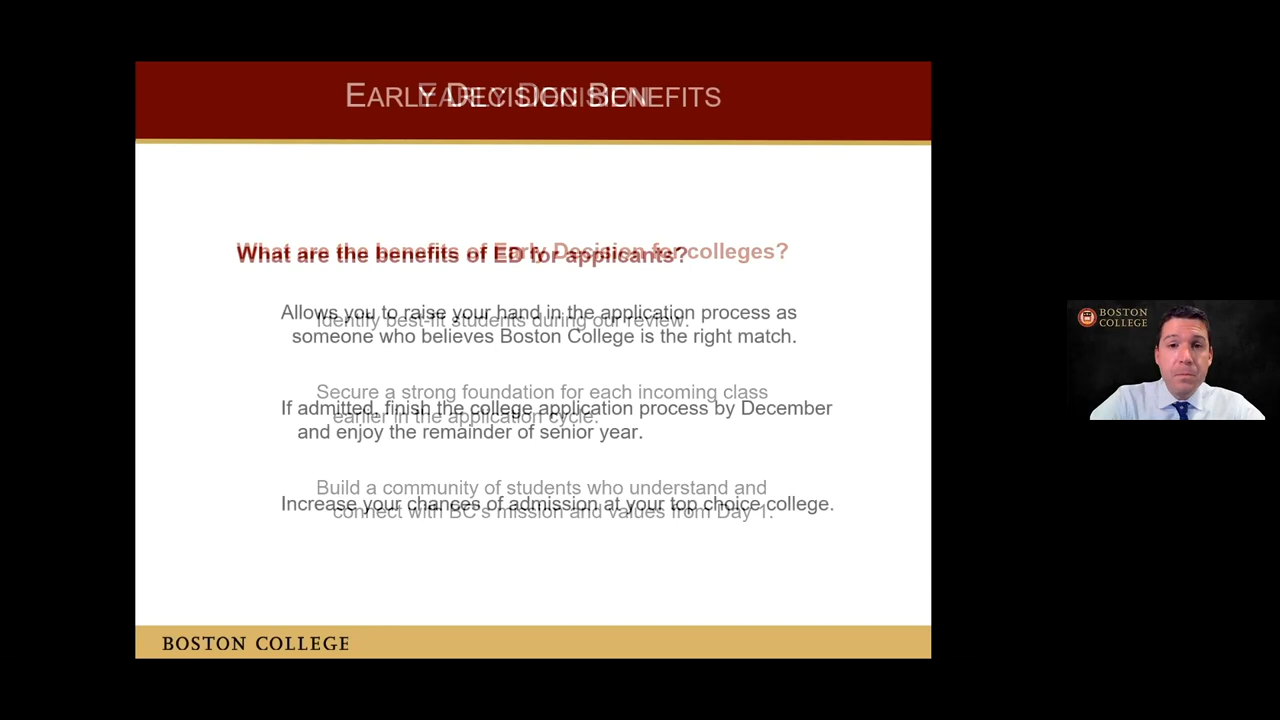 EARLY DECISION BENEFITS
EARLY DECISION
What are the benefits of ED for applicants?
What are the benefits of Early Decision for colleges?
Allows you to raise your hand in the application process as
someone who believes Boston College is the right match.
Identify best-fit students during our review.
Secure a strong foundation for each incoming class
earlier in the application cycle.
If admitted, finish the college application process by December
and enjoy the remainder of senior year.
Build a community of students who understand and
connect with BC's mission and values from Day 1.
Increase your chances of admission at your top choice college.
BOSTON COLLEGE
BOSTON
COLLEGE